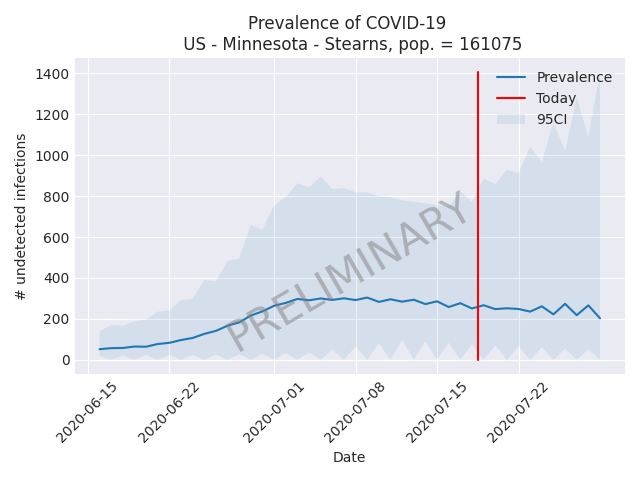 Prevalence of COVID-19
US - Minnesota - Stearns, pop. = 161075
1400
1200
1000
800
600
400
200
0
# undetected infections
Prevalence
Today
95CI
PRELIMINARY
2020-06-15
2020-06-22
2020-07-01
2020-07-08
2020-07-15
2020-07-22
Date